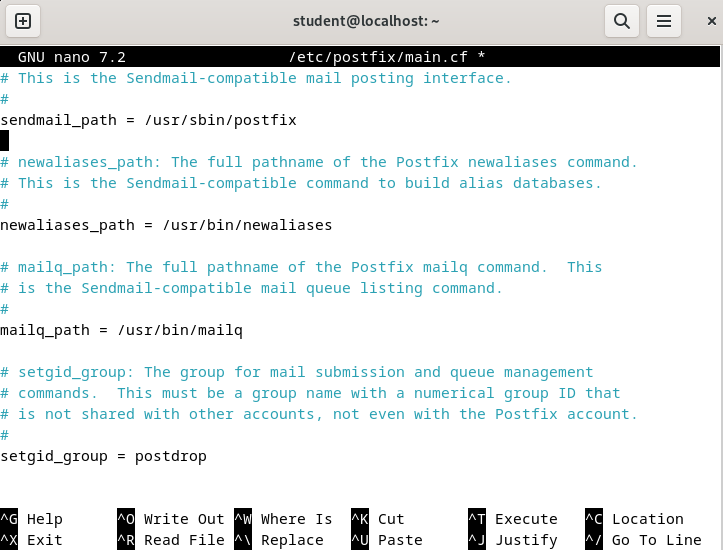 student@localhost: ~
GNU nano 7.2 /etc/postfix/main.cf *
# This is the Sendmail-compatible mail posting interface.
#
sendmail_path = /usr/sbin/postfix
# newaliases_path: The full pathname of the Postfix newaliases command.
# This is the Sendmail-compatible command to build alias databases.
#
newaliases_path = /usr/bin/newaliases
# mailq_path: The full pathname of the Postfix mailq command.  This
# is the Sendmail-compatible mail queue listing command.
#
mailq_path = /usr/bin/mailq
# setgid_group: The group for mail submission and queue management
# commands.  This must be a group name with a numerical group ID that
# is not shared with other accounts, not even with the Postfix account.
#
setgid_group = postdrop
^G Help ^O Write Out ^W Where Is ^K Cut ^T Execute ^C Location
^X Exit ^R Read File ^\ Replace ^U Paste ^J Justify ^/ Go To Line